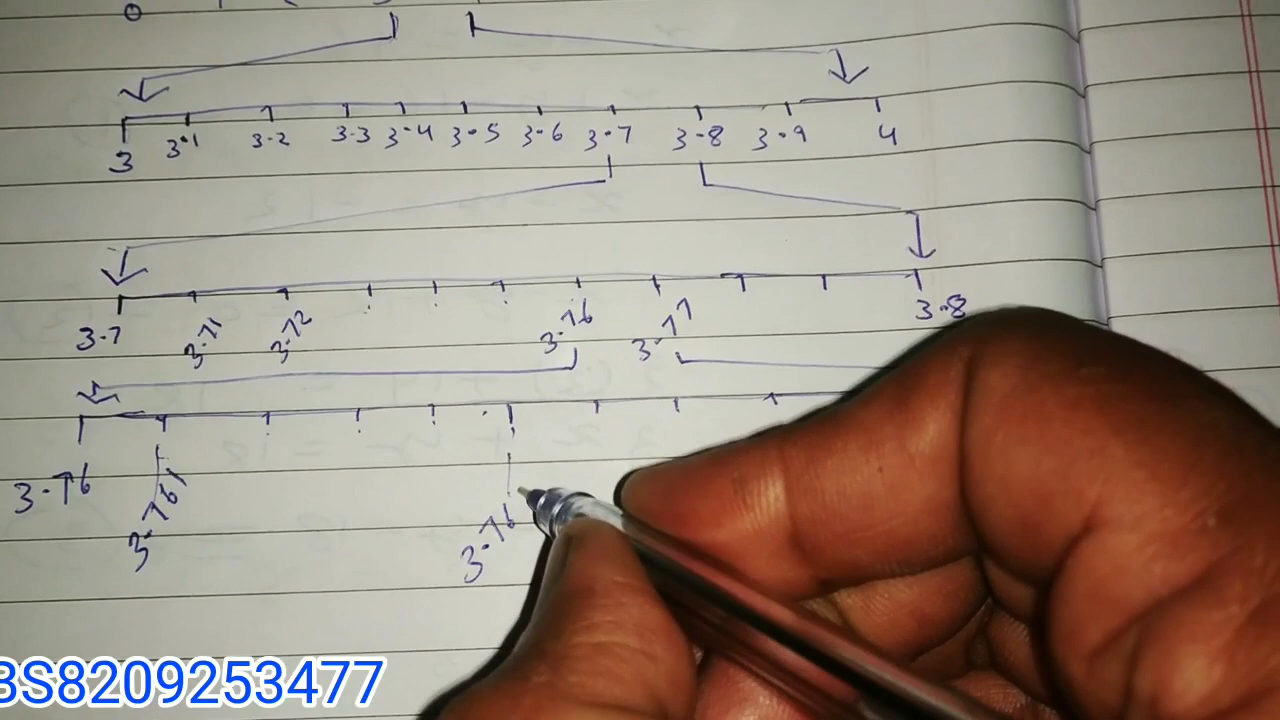 3 3.1 3.2 3.3 3.4 3.5 3.6 3.7 3.8 3.9 4
3.7 3.71 3.72 3.76 3.77 3.8
3.76 3.761 3.76
BS8209253477